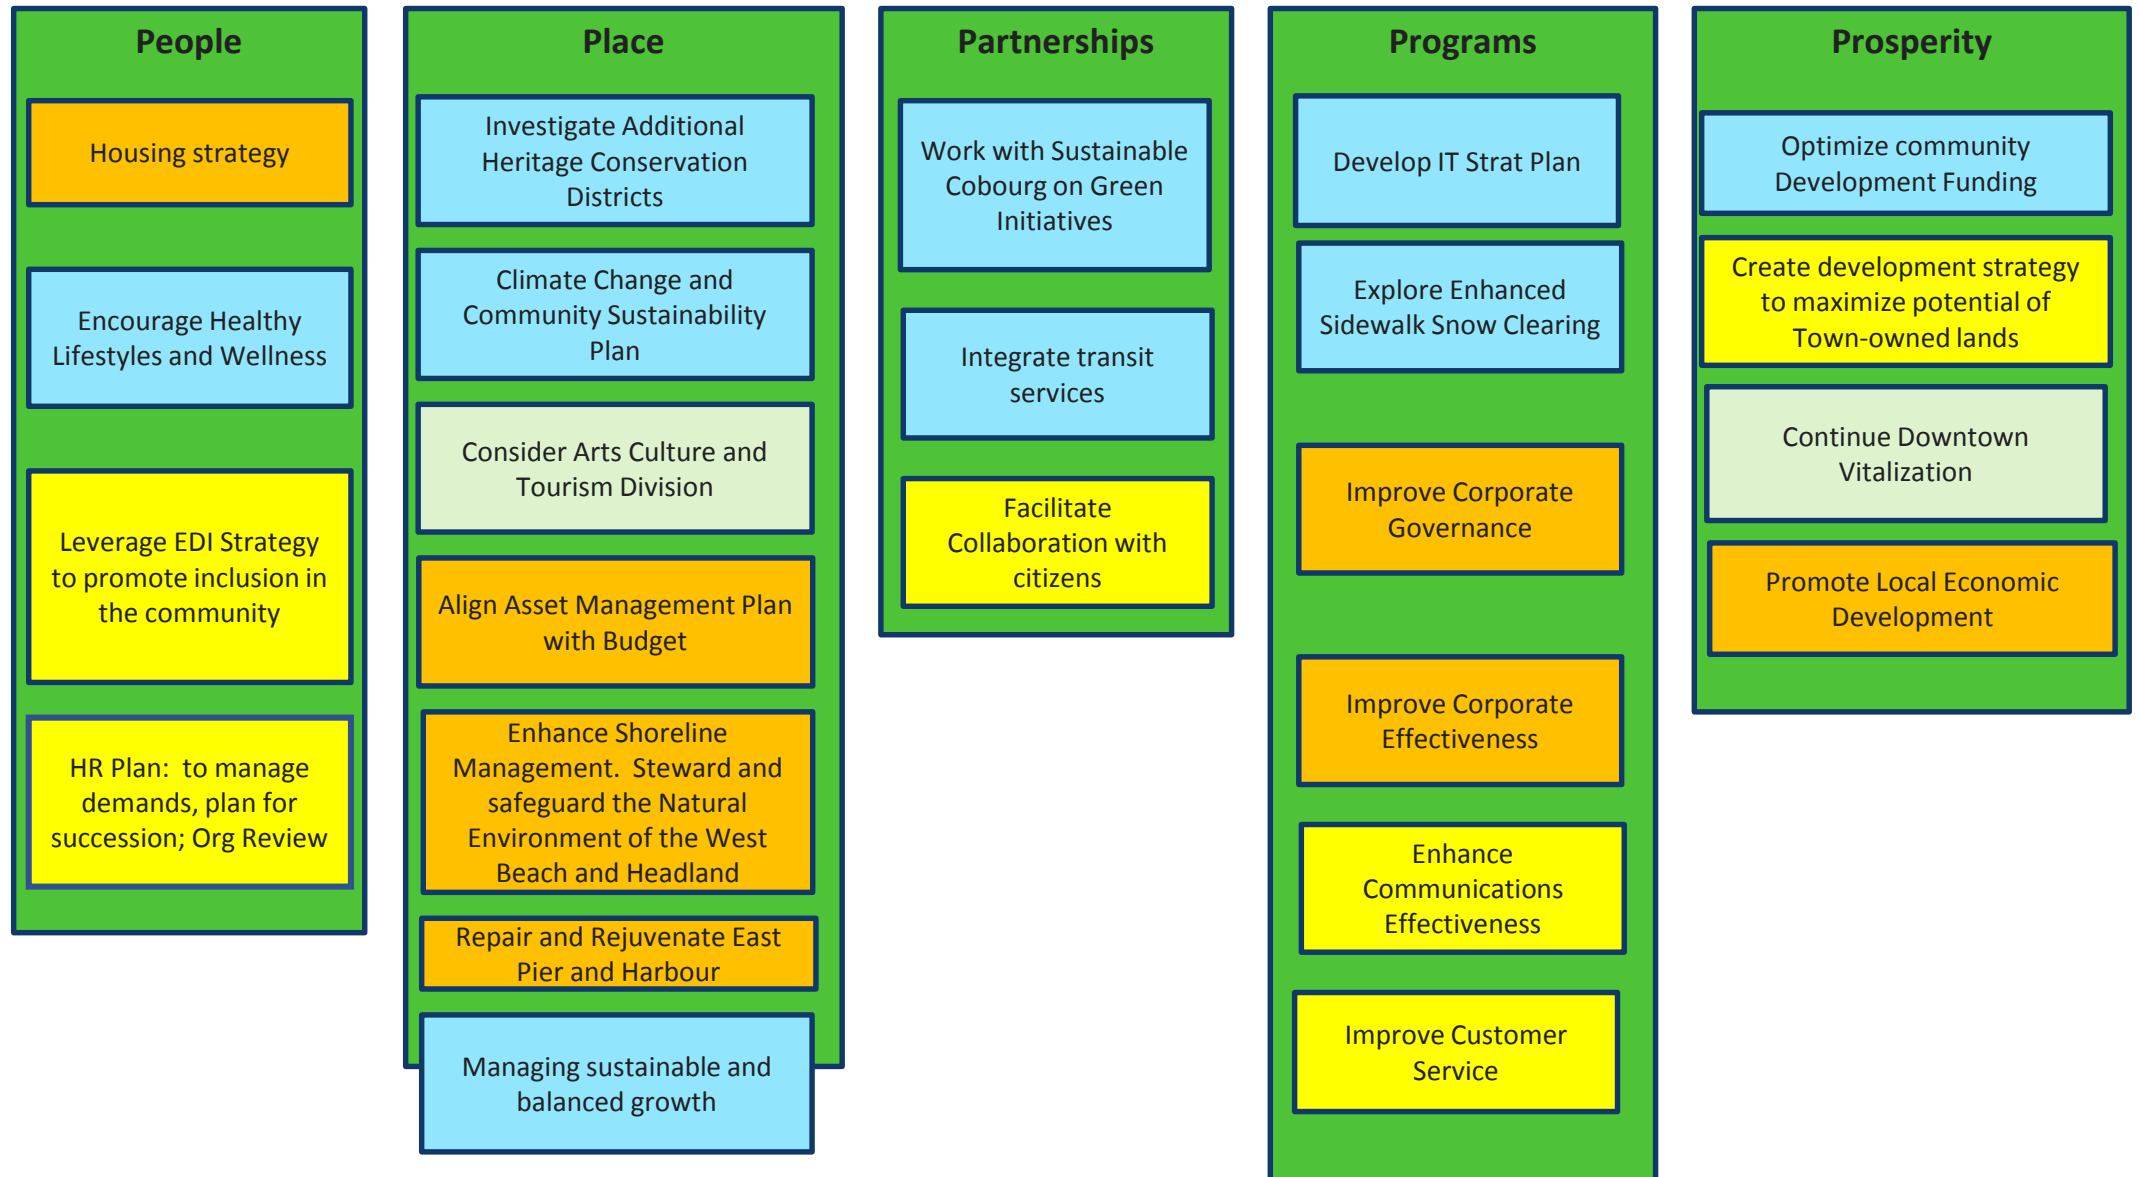 People
Housing strategy
Encourage Healthy
Lifestyles and Wellness
Leverage EDI Strategy
to promote inclusion in
the community
HR Plan:  to manage
demands, plan for
succession; Org Review
Place
Investigate Additional
Heritage Conservation
Districts
Climate Change and
Community Sustainability
Plan
Consider Arts Culture and
Tourism Division
Align Asset Management Plan
with Budget
Enhance Shoreline
Management.  Steward and
safeguard the Natural
Environment of the West
Beach and Headland
Repair and Rejuvenate East
Pier and Harbour
Managing sustainable and
balanced growth
Partnerships
Work with Sustainable
Cobourg on Green
Initiatives
Integrate transit
services
Facilitate
Collaboration with
citizens
Programs
Develop IT Strat Plan
Explore Enhanced
Sidewalk Snow Clearing
Improve Corporate
Governance
Improve Corporate
Effectiveness
Enhance
Communications
Effectiveness
Improve Customer
Service
Prosperity
Optimize community
Development Funding
Create development strategy
to maximize potential of
Town-owned lands
Continue Downtown
Vitalization
Promote Local Economic
Development